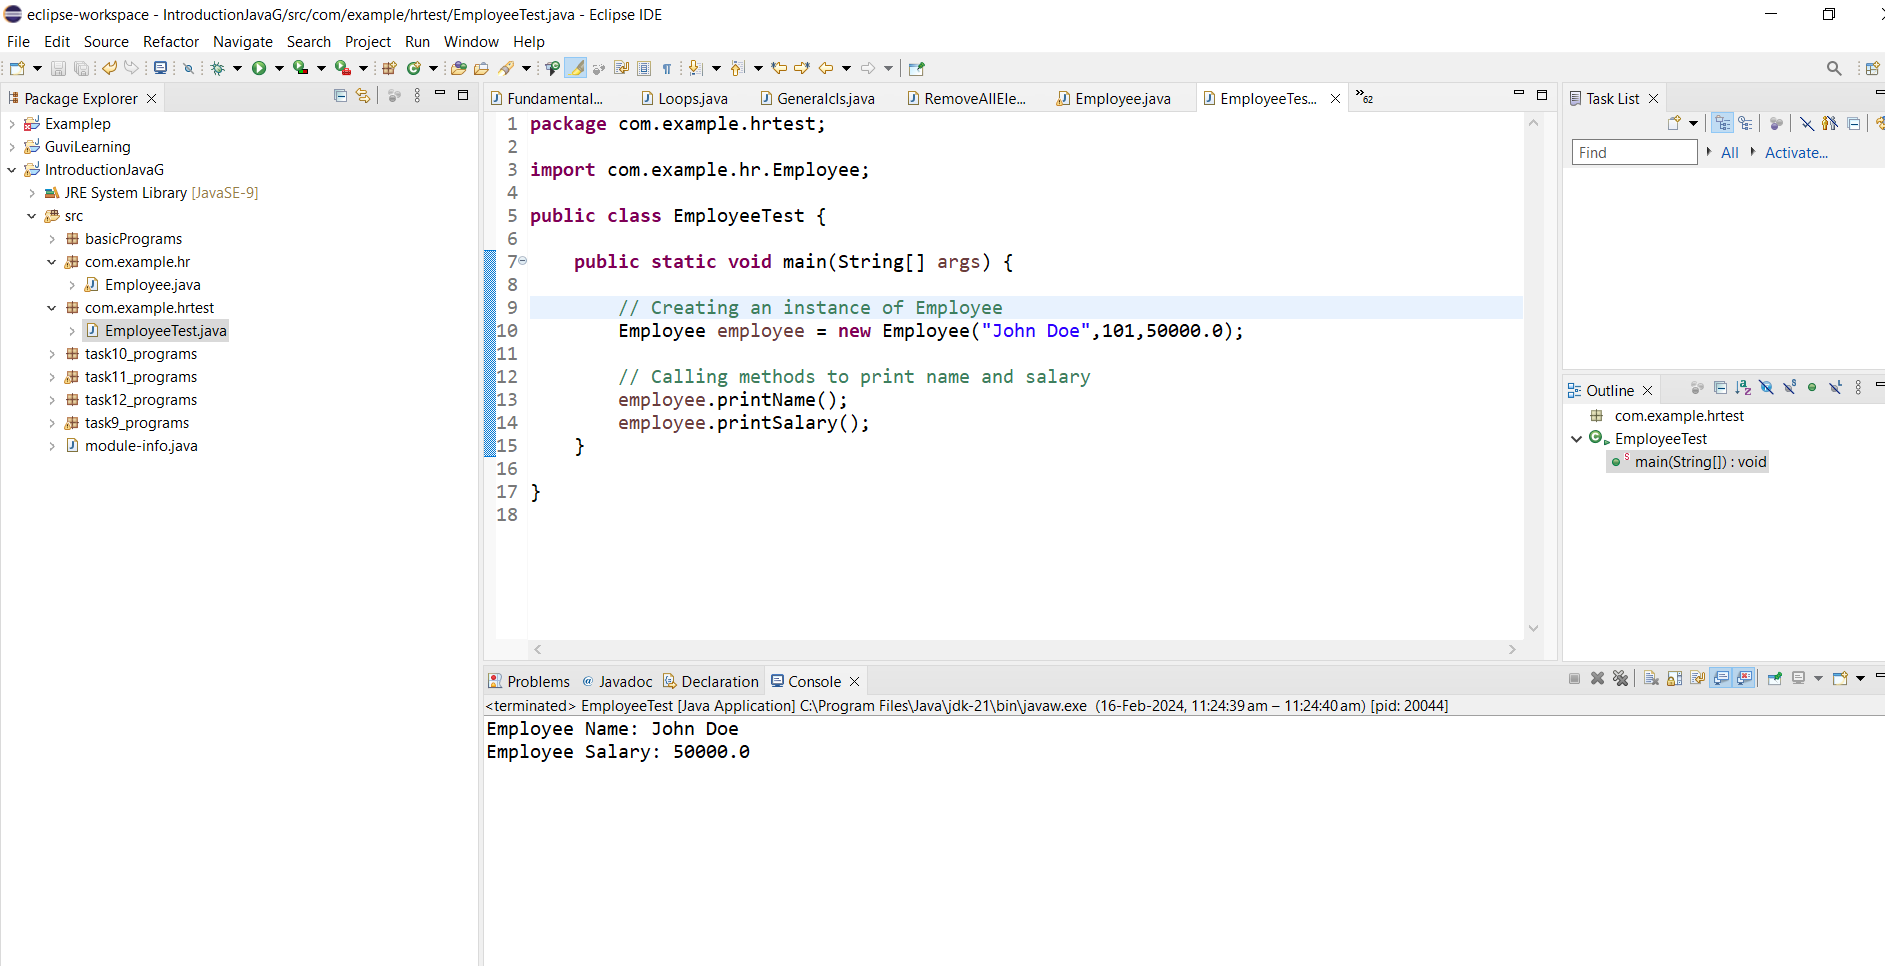 eclipse-workspace - IntroductionJavaG/src/com/example/hrtest/EmployeeTest.java - Eclipse IDE
File Edit Source Refactor Navigate Search Project Run Window Help
Package Explorer
Examplep
GuviLearning
IntroductionJavaG
JRE System Library [JavaSE-9]
src
basicPrograms
com.example.hr
Employee.java
com.example.hrtest
EmployeeTest.java
task10_programs
task11_programs
task12_programs
task9_programs
module-info.java
Fundamental... Loops.java Generalcls.java RemoveAllEle... Employee.java EmployeeTes... »62
1 package com.example.hrtest;
2
3 import com.example.hr.Employee;
4
5 public class EmployeeTest {
6
7 public static void main(String[] args) {
8
9 // Creating an instance of Employee
10 Employee employee = new Employee("John Doe",101,50000.0);
11
12 // Calling methods to print name and salary
13 employee.printName();
14 employee.printSalary();
15 }
16
17 }
18
Task List
Find All Activate...
Outline
com.example.hrtest
EmployeeTest
main(String[]) : void
Problems @ Javadoc Declaration Console
<terminated> EmployeeTest [Java Application] C:\Program Files\Java\jdk-21\bin\javaw.exe (16-Feb-2024, 11:24:39 am – 11:24:40 am) [pid: 20044]
Employee Name: John Doe
Employee Salary: 50000.0